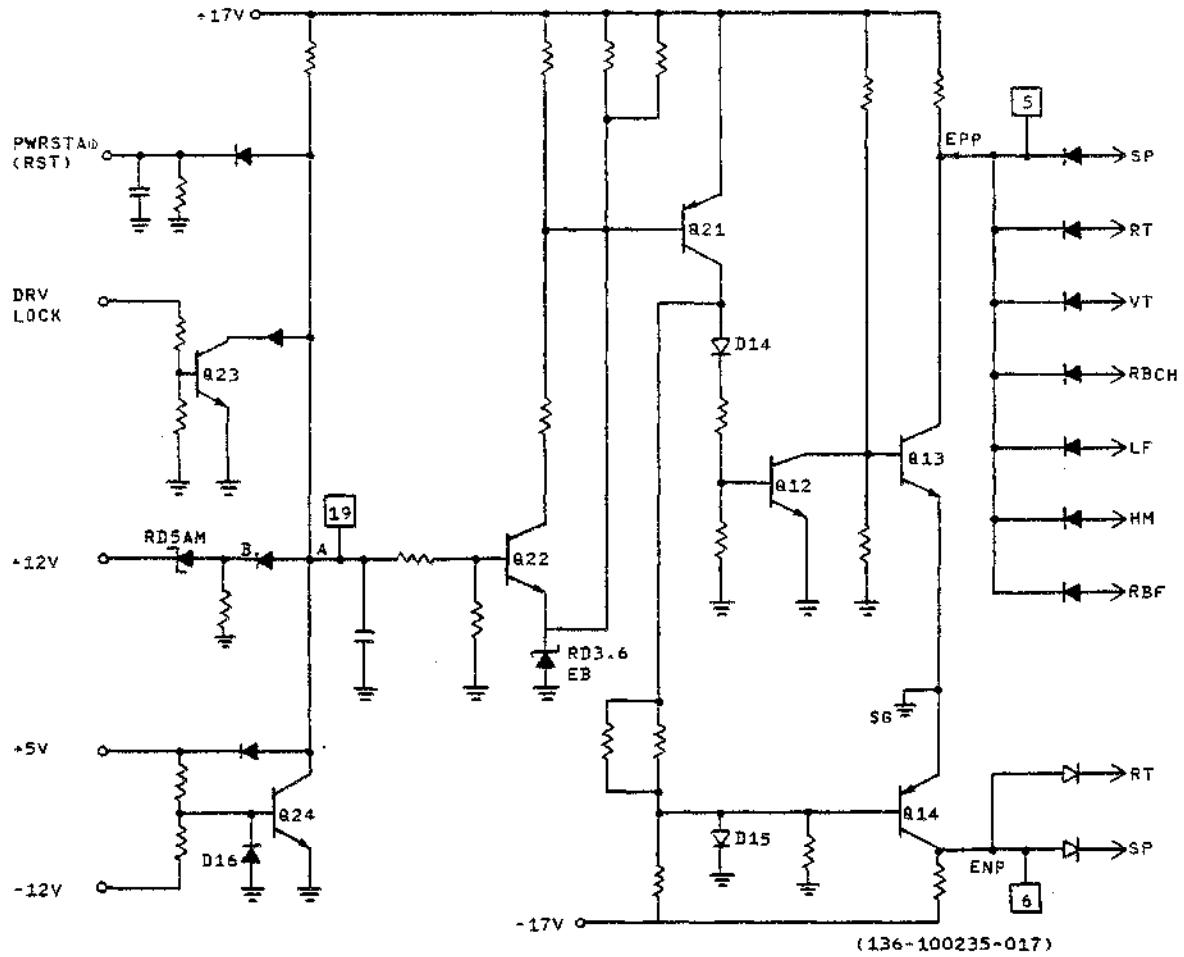 +17V
5
PWRSTAΦ
(RST)
EPP
SP
Q21
RT
DRV
LOCK
VT
D14
Q23
RBCH
Q13
LF
Q12
19
HM
RD5AM
B
A
+12V
Q22
RBF
RD3.6
EB
SG
+5V
RT
Q24
Q14
D16
D15
SP
-12V
ENP
6
-17V
(136-100235-017)